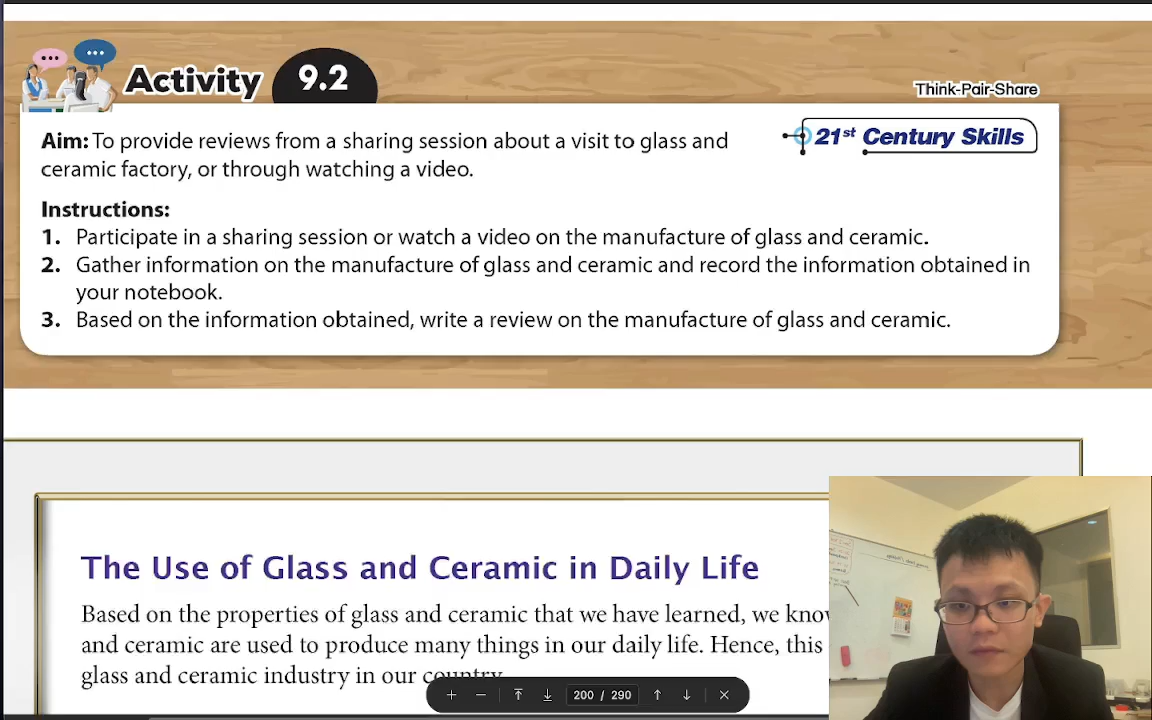 Activity 9.2
Think-Pair-Share
21st Century Skills
Aim: To provide reviews from a sharing session about a visit to glass and
ceramic factory, or through watching a video.
Instructions:
1. Participate in a sharing session or watch a video on the manufacture of glass and ceramic.
2. Gather information on the manufacture of glass and ceramic and record the information obtained in
your notebook.
3. Based on the information obtained, write a review on the manufacture of glass and ceramic.
The Use of Glass and Ceramic in Daily Life
Based on the properties of glass and ceramic that we have learned, we know
and ceramic are used to produce many things in our daily life. Hence, this
glass and ceramic industry in our country.
200 / 290